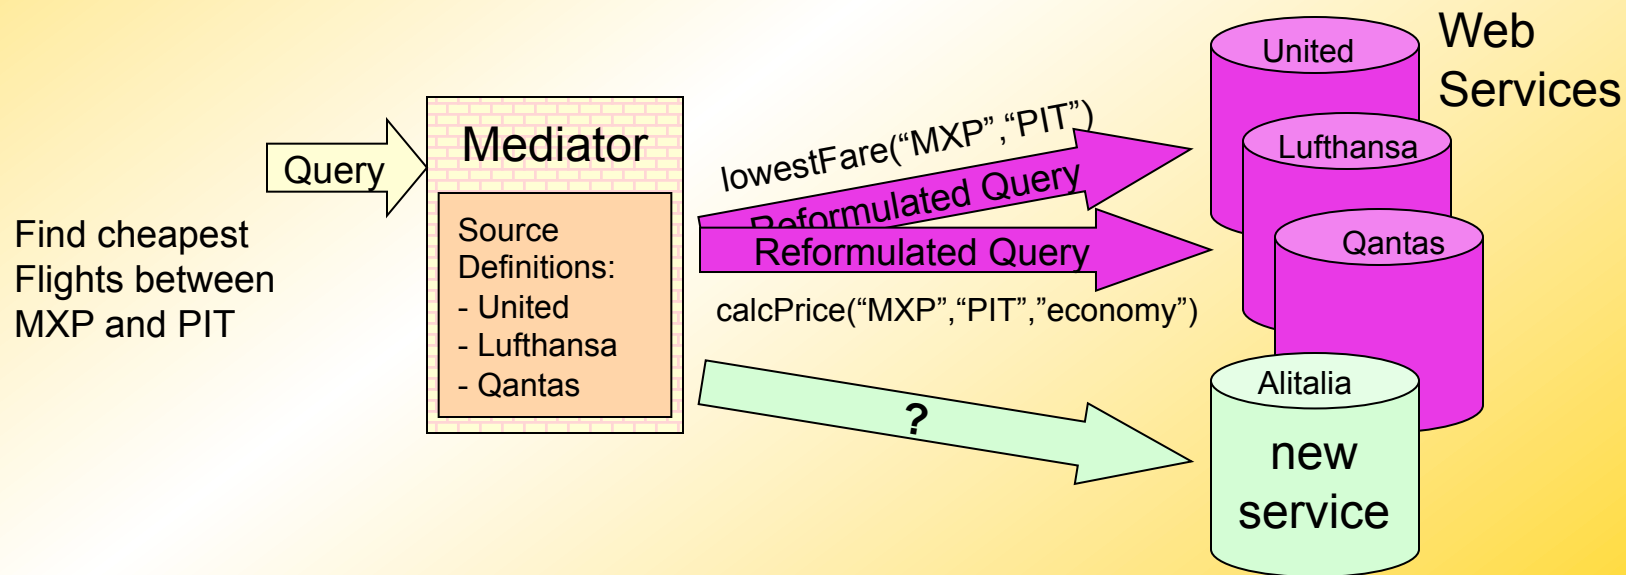 Find cheapest
Flights between
MXP and PIT
Query
Mediator
Source
Definitions:
- United
- Lufthansa
- Qantas
lowestFare(“MXP”,“PIT”)
Reformulated Query
Reformulated Query
calcPrice(“MXP”,“PIT”,”economy”)
?
Web
Services
United
Lufthansa
Qantas
Alitalia
new
service